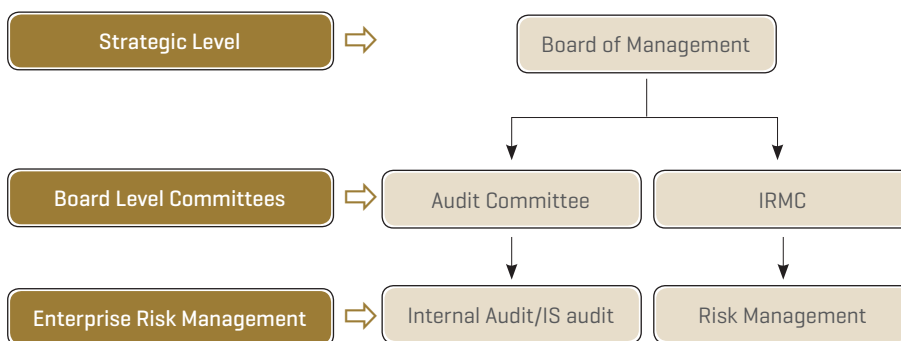 Strategic Level
Board of Management
Board Level Committees
Audit Committee
IRMC
Enterprise Risk Management
Internal Audit/IS audit
Risk Management